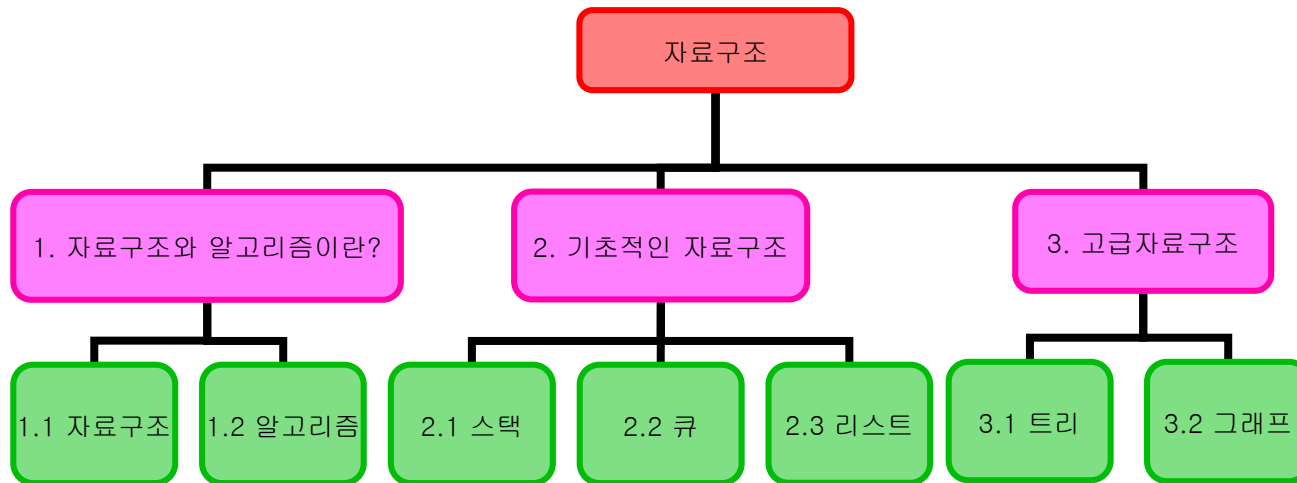 자료구조
1. 자료구조와 알고리즘이란?
2. 기초적인 자료구조
3. 고급자료구조
1.1 자료구조
1.2 알고리즘
2.1 스택
2.2 큐
2.3 리스트
3.1 트리
3.2 그래프